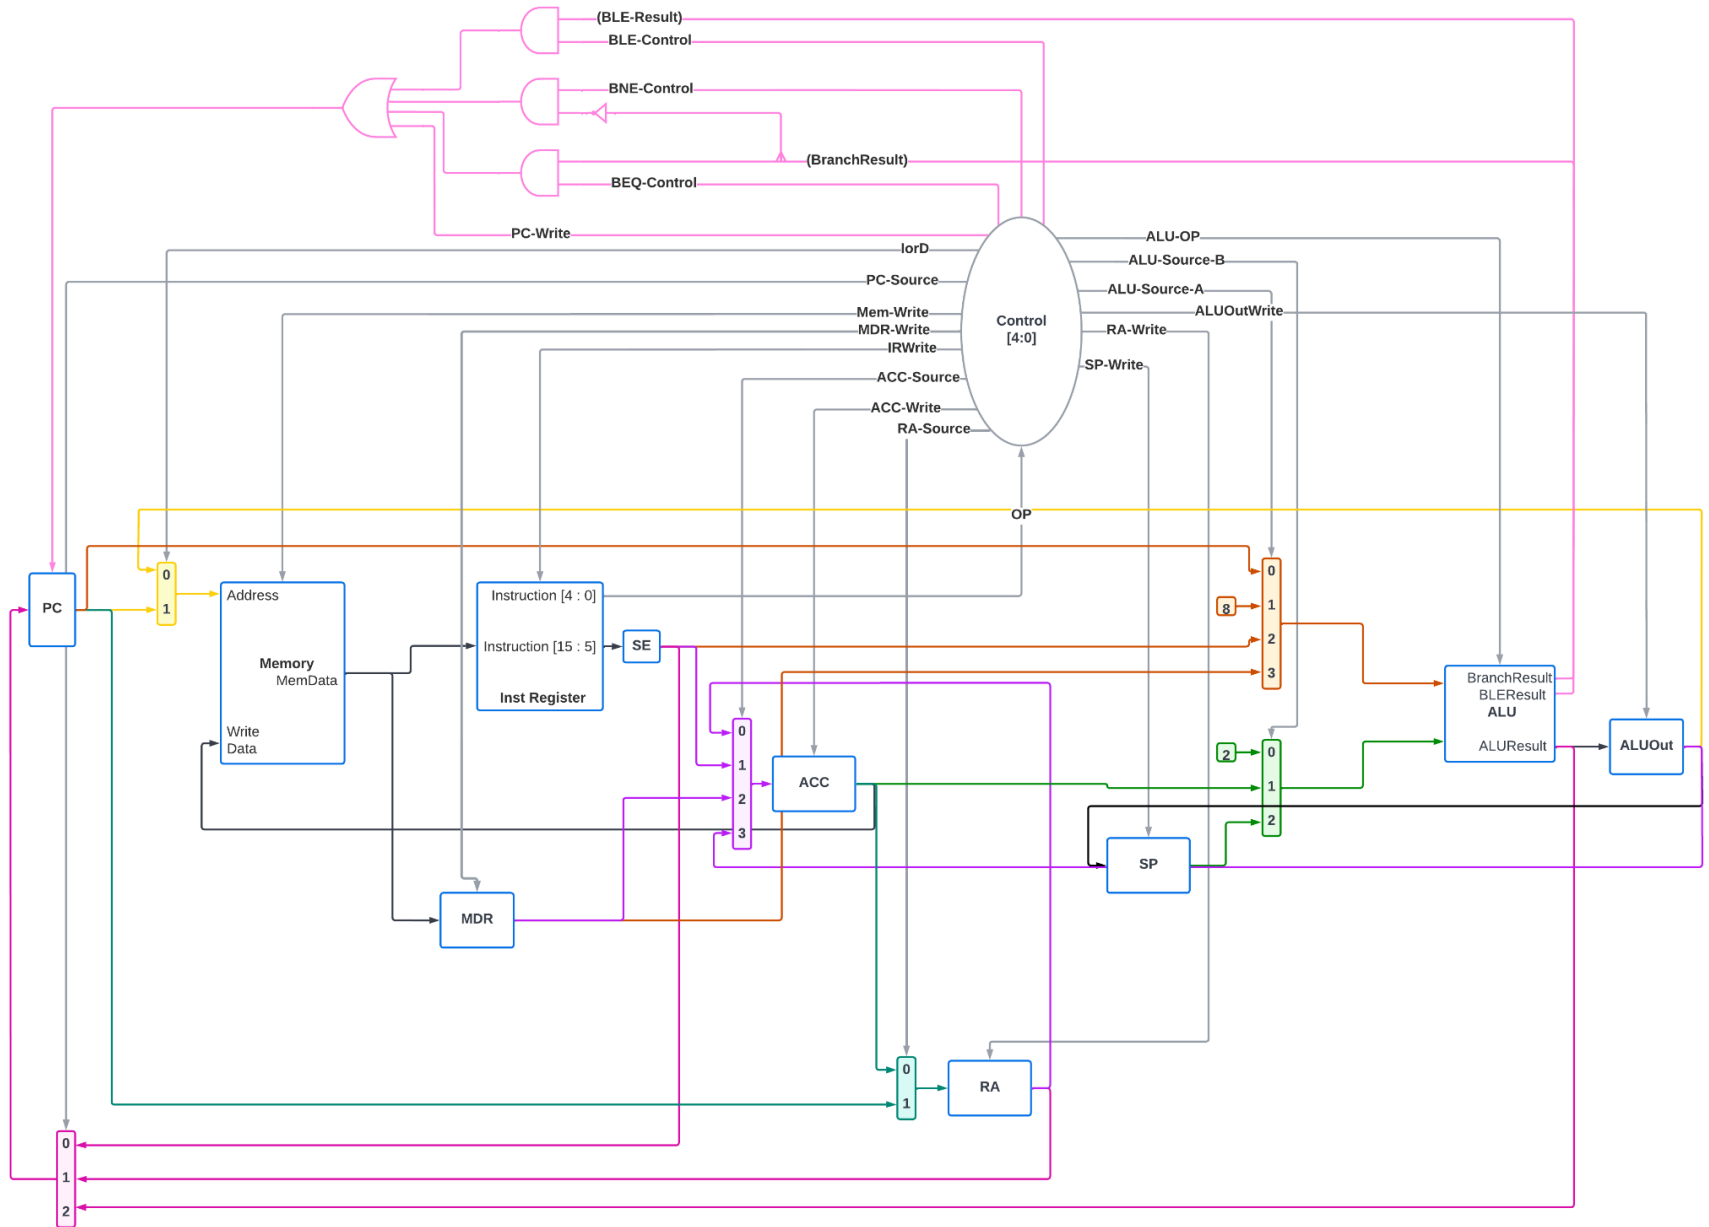 (BLE-Result)
BLE-Control
BNE-Control
(BranchResult)
BEQ-Control
PC-Write
IorD
PC-Source
Mem-Write
MDR-Write
IRWrite
ACC-Source
ACC-Write
RA-Source
Control
[4:0]
ALU-OP
ALU-Source-B
ALU-Source-A
ALUOutWrite
RA-Write
SP-Write
OP
PC
0
1
Address
Memory
MemData
Write
Data
Instruction [4 : 0]
Instruction [15 : 5]
Inst Register
SE
0
1
2
3
ACC
MDR
8
0
1
2
3
2
0
1
2
SP
BranchResult
BLEResult
ALU
ALUResult
ALUOut
0
1
RA
0
1
2